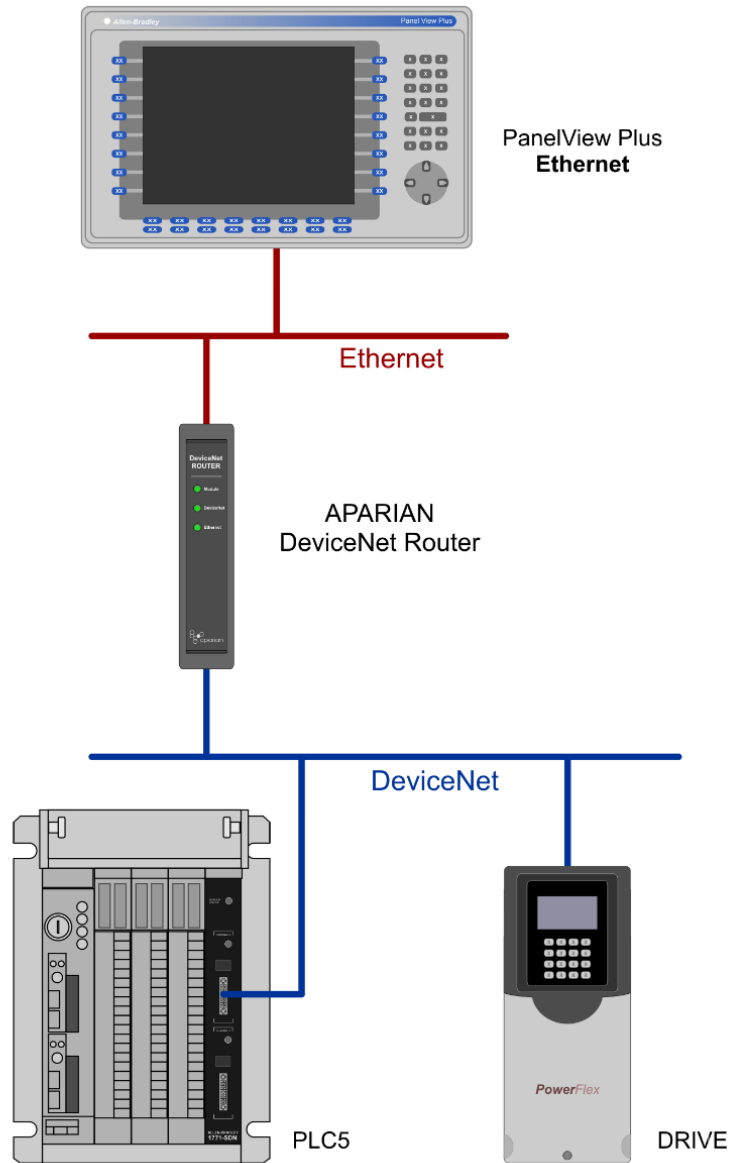 Allen-Bradley
Panel View Plus
PanelView Plus
Ethernet
Ethernet
DeviceNet
ROUTER
Module
DeviceNet
Ethernet
aparian
APARIAN
DeviceNet Router
DeviceNet
1771-SDN
PLC5
PowerFlex
DRIVE